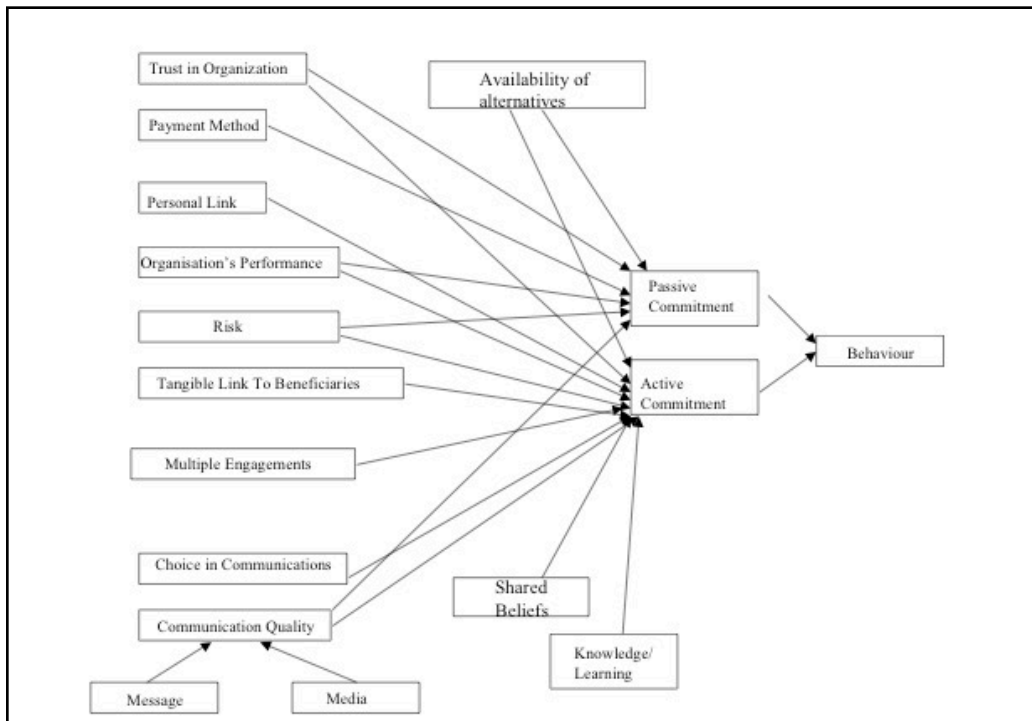 Trust in Organization
Availability of
alternatives
Payment Method
Personal Link
Organisation's Performance
Passive
Commitment
Risk
Behaviour
Tangible Link To Beneficiaries
Active
Commitment
Multiple Engagements
Choice in Communications
Shared
Beliefs
Communication Quality
Knowledge/
Learning
Message
Media